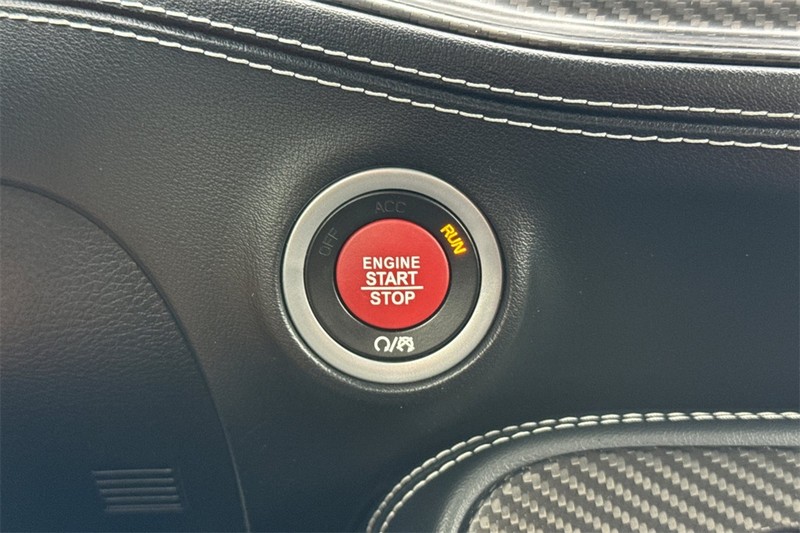 ACC
OFF
RUN
ENGINE
START
STOP